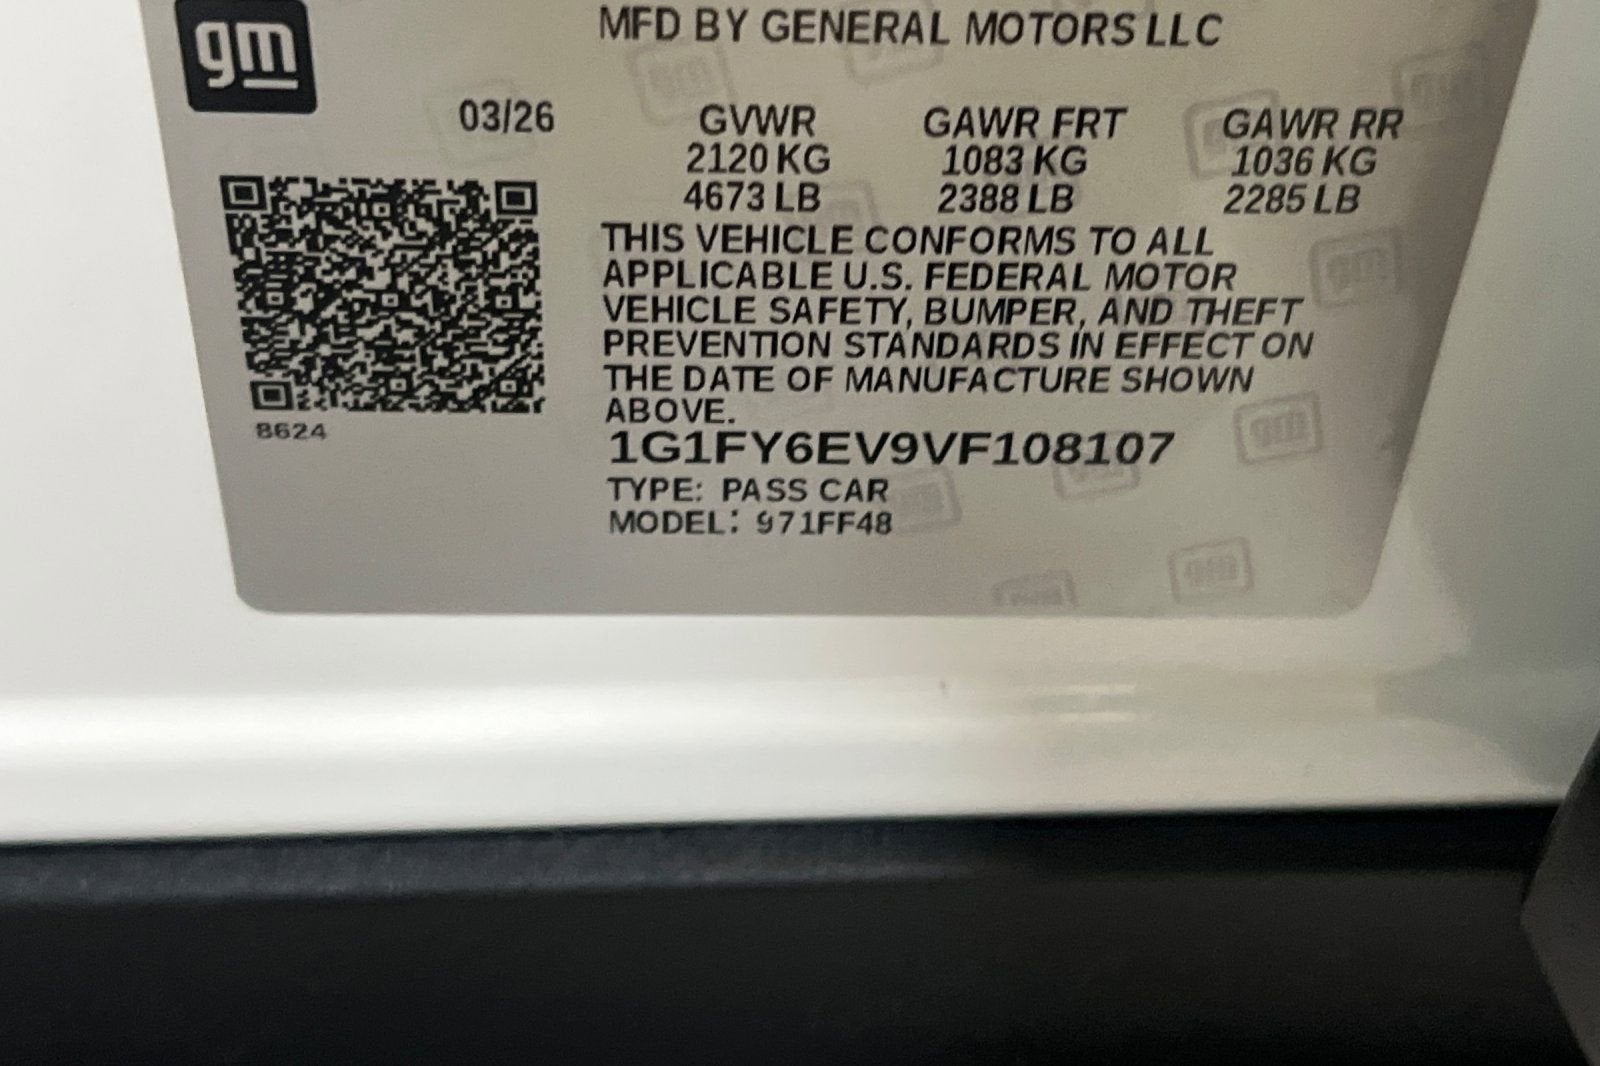 gm
MFD BY GENERAL MOTORS LLC
03/26
GVWR GAWR FRT GAWR RR
2120 KG 1083 KG 1036 KG
4673 LB 2388 LB 2285 LB
THIS VEHICLE CONFORMS TO ALL
APPLICABLE U.S. FEDERAL MOTOR
VEHICLE SAFETY, BUMPER, AND THEFT
PREVENTION STANDARDS IN EFFECT ON
THE DATE OF MANUFACTURE SHOWN
ABOVE.
8624
1G1FY6EV9VF108107
TYPE: PASS CAR
MODEL: 971FF48